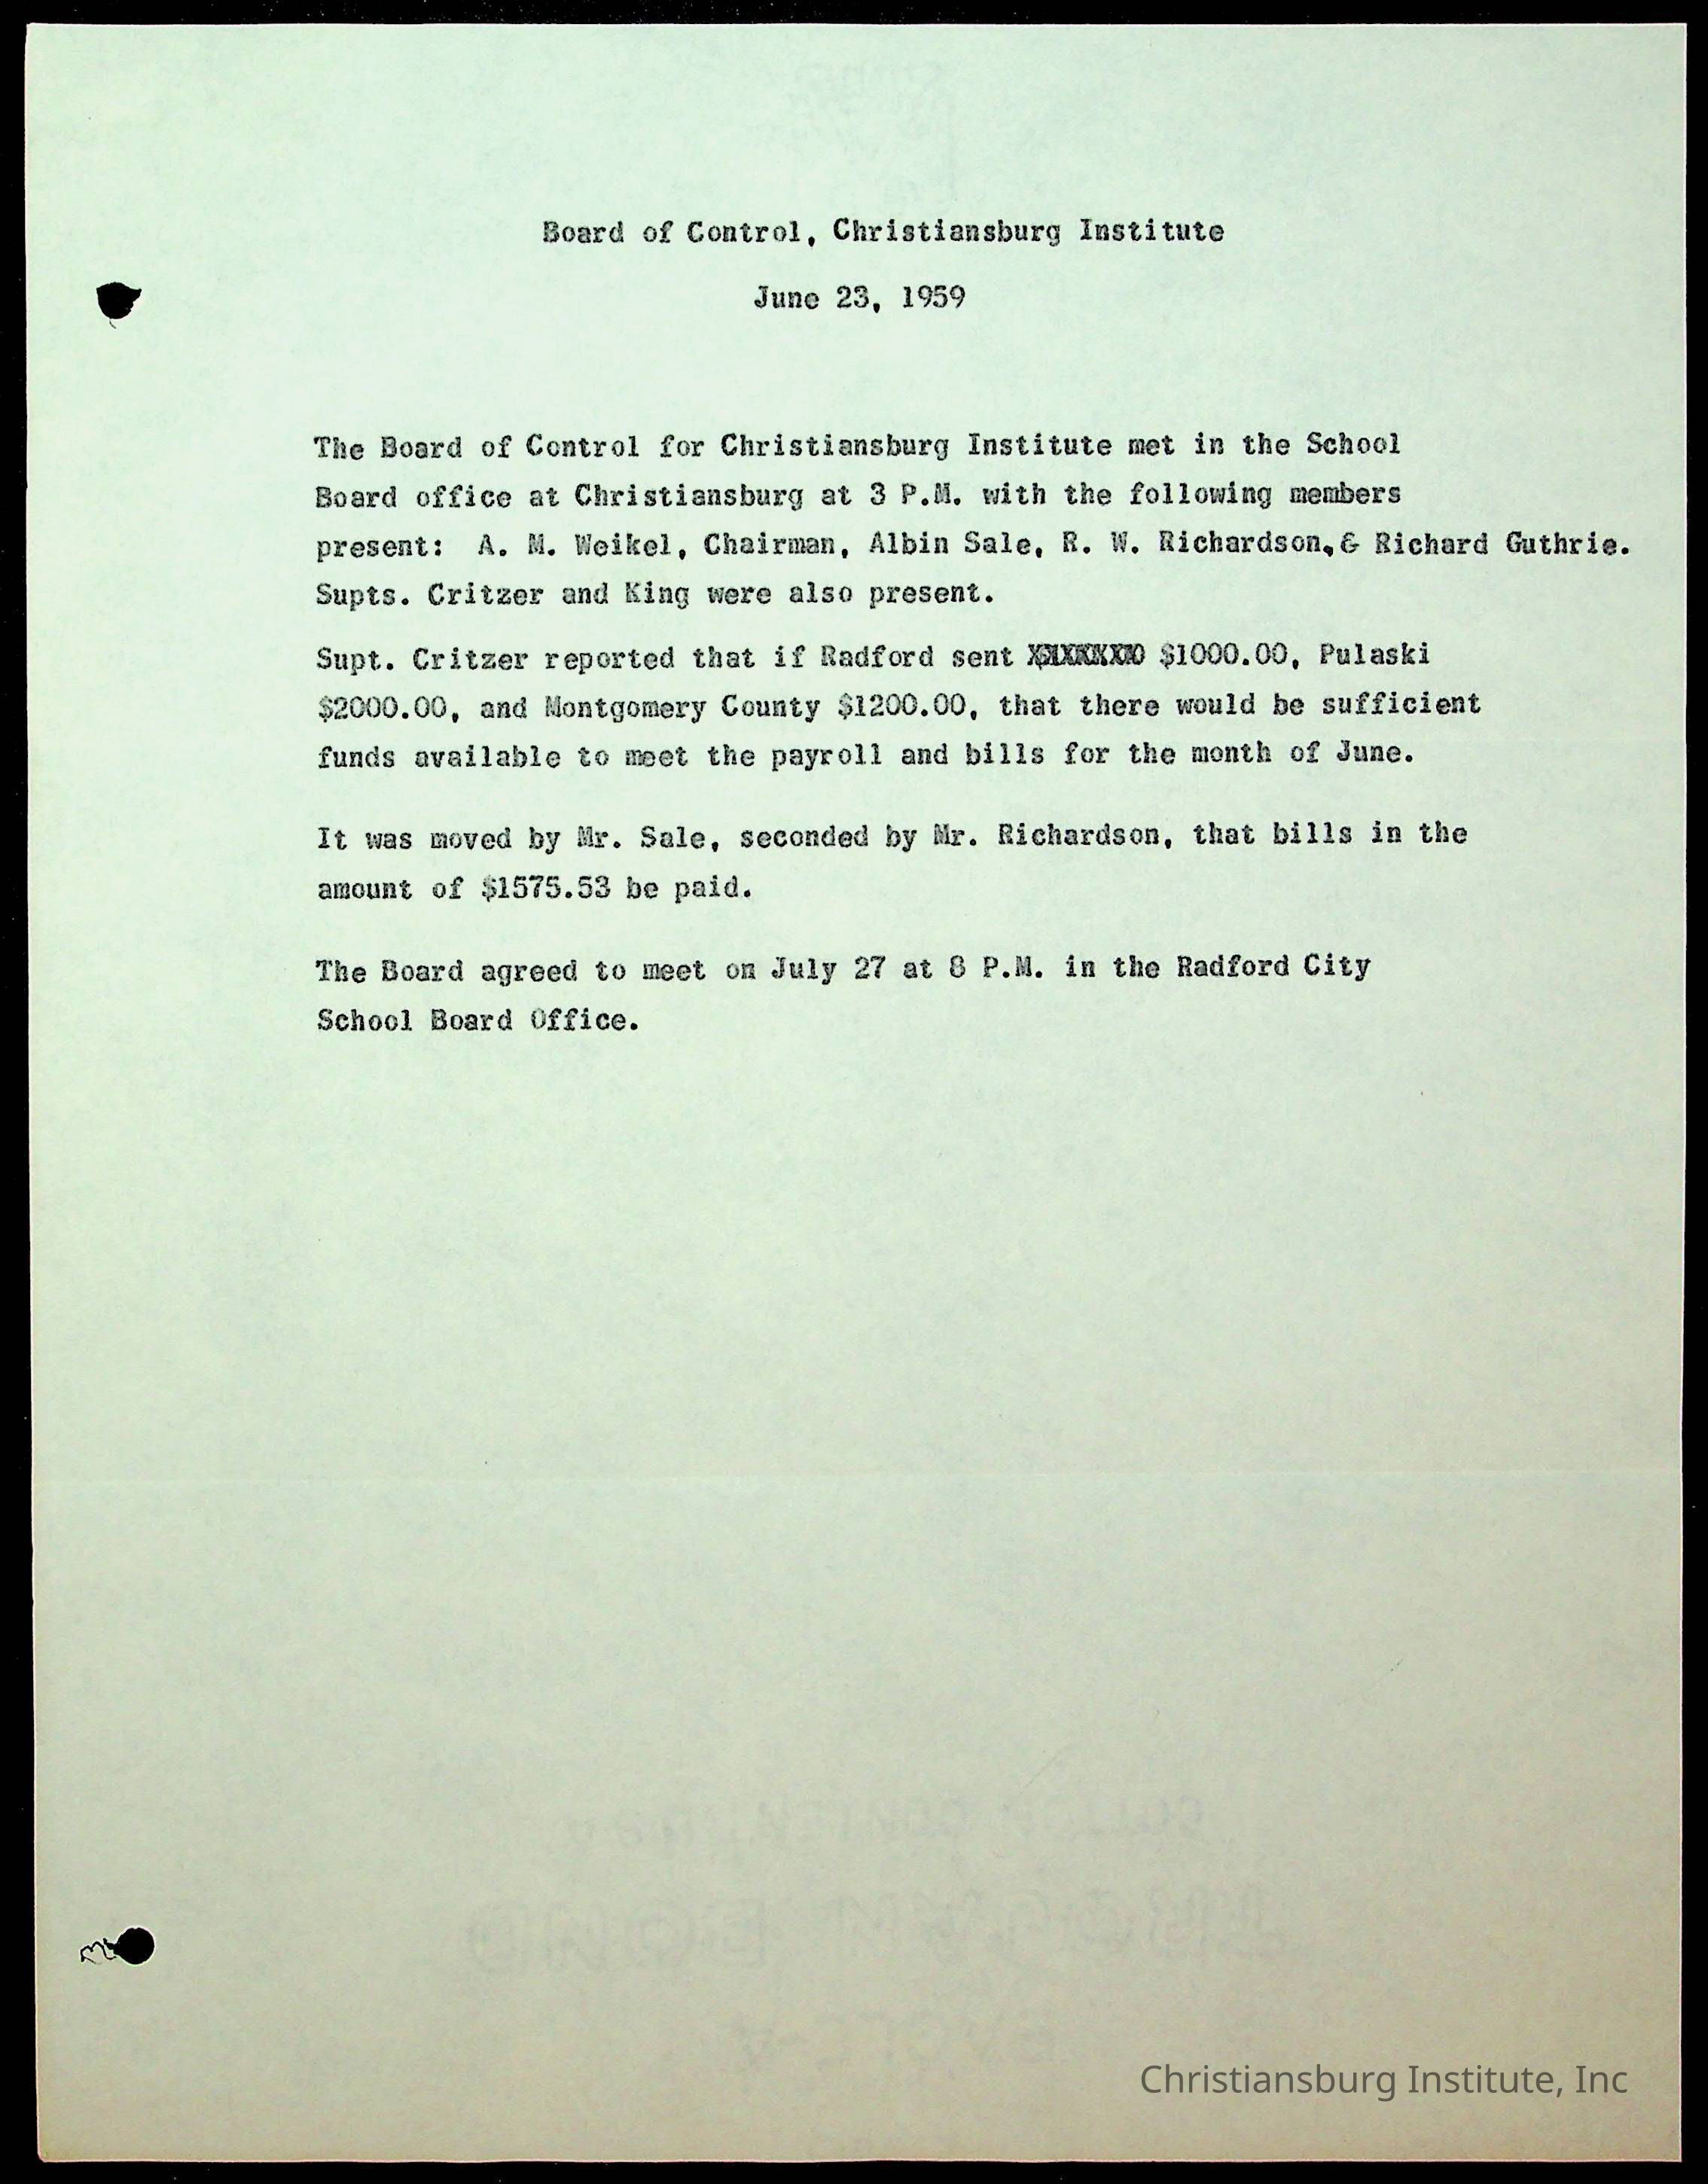 Board of Control, Christiansburg Institute
June 23, 1959
The Board of Control for Christiansburg Institute met in the School
Board office at Christiansburg at 3 P.M. with the following members
present: A. M. Weikel, Chairman, Albin Sale, R. W. Richardson,& Richard Guthrie.
Supts. Critzer and King were also present.
Supt. Critzer reported that if Radford sent $1000.00, Pulaski
$2000.00, and Montgomery County $1200.00, that there would be sufficient
funds available to meet the payroll and bills for the month of June.
It was moved by Mr. Sale, seconded by Mr. Richardson, that bills in the
amount of $1575.53 be paid.
The Board agreed to meet on July 27 at 8 P.M. in the Radford City
School Board Office.
Christiansburg Institute, Inc